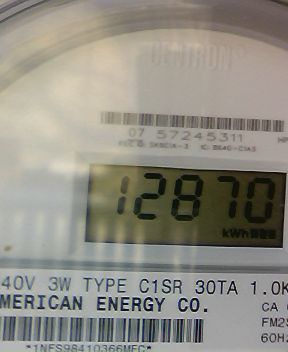 CENTRON®
07 57245311
12870
kWh
40V 3W TYPE C1SR 30TA 1.0K
MERICAN ENERGY CO.
CA
FM2S
60Hz
*1NFS98410366MFC*